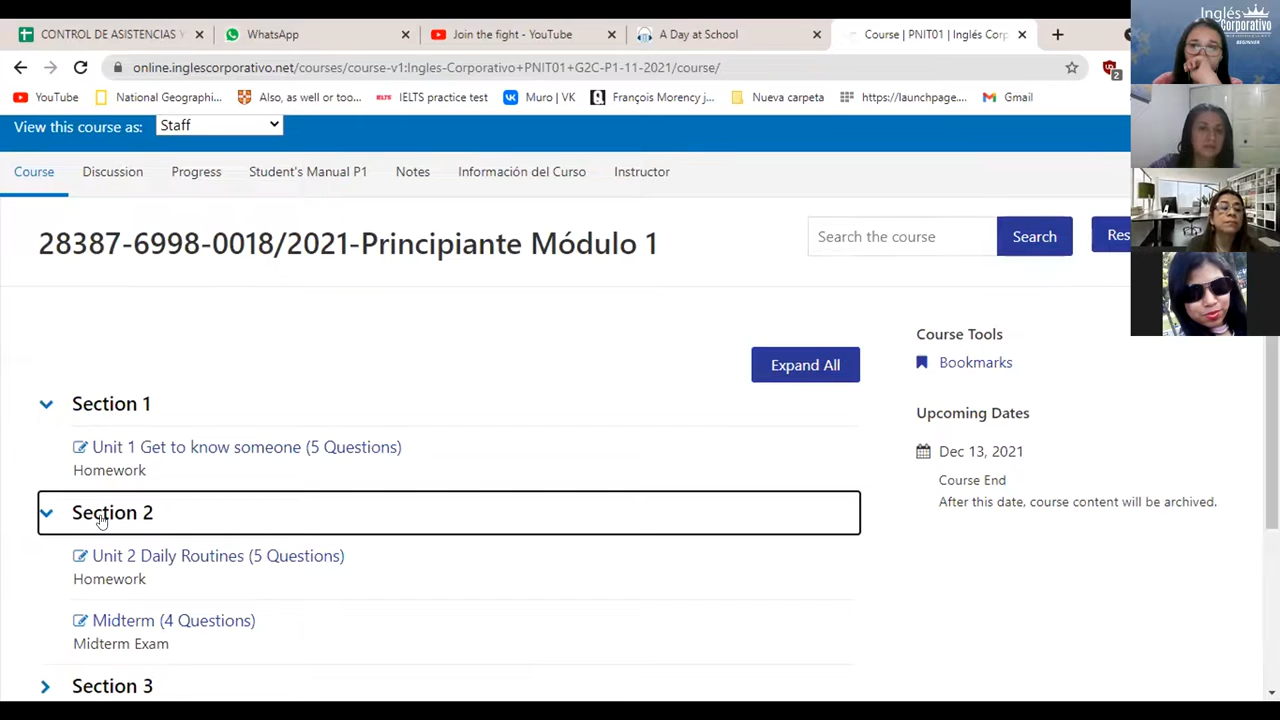 CONTROL DE ASISTENCIAS Y
WhatsApp
Join the fight - YouTube
A Day at School
Course | PNIT01 | Inglés Corp
online.inglescorporativo.net/courses/course-v1:Ingles-Corporativo+PNIT01+G2C-P1-11-2021/course/
2
YouTube
National Geographi...
Also, as well or too...
IELTS IELTS practice test
Muro | VK
François Morency j...
Nueva carpeta
https://launchpage....
Gmail
Inglés
Corporativo
BEGINNER
View this course as:
Staff
Course
Discussion
Progress
Student's Manual P1
Notes
Información del Curso
Instructor
28387-6998-0018/2021-Principiante Módulo 1
Search the course
Search
Res
Expand All
Course Tools
Bookmarks
Upcoming Dates
Dec 13, 2021
Course End
After this date, course content will be archived.
Section 1
Unit 1 Get to know someone (5 Questions)
Homework
Section 2
Unit 2 Daily Routines (5 Questions)
Homework
Midterm (4 Questions)
Midterm Exam
Section 3